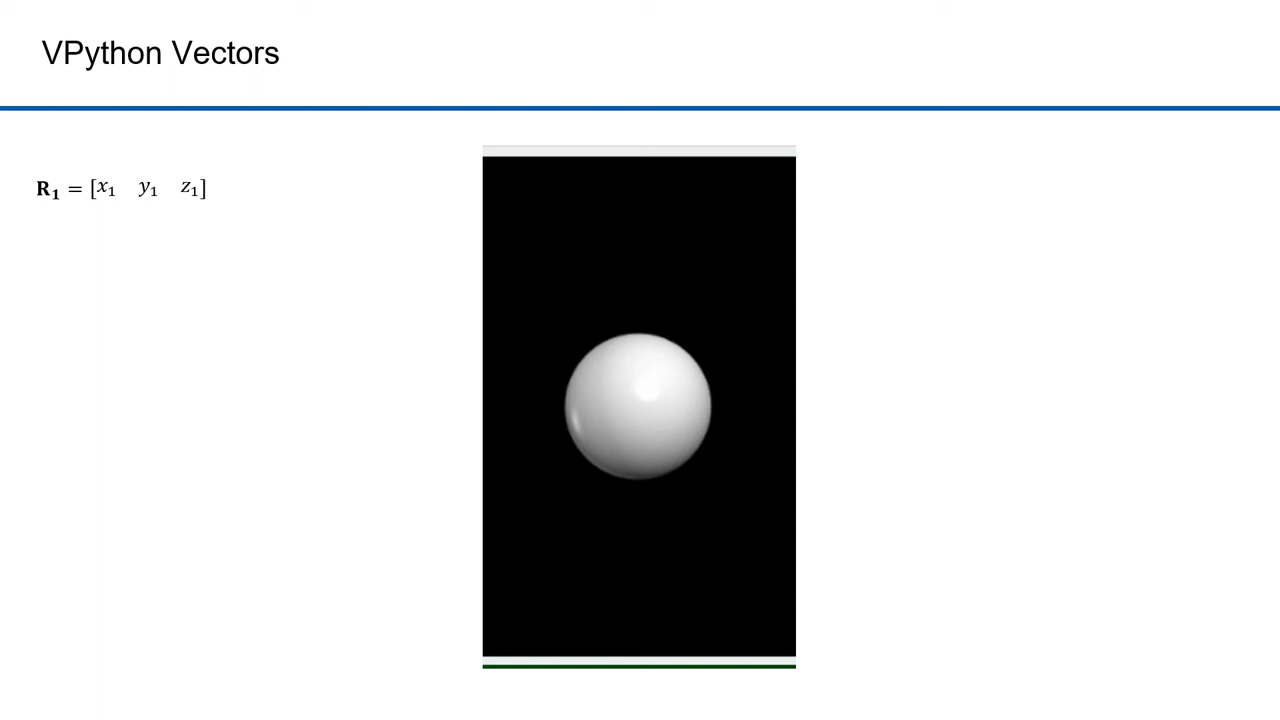 VPython Vectors
𝐑₁ = [𝑥₁ 𝑦₁ 𝑧₁]